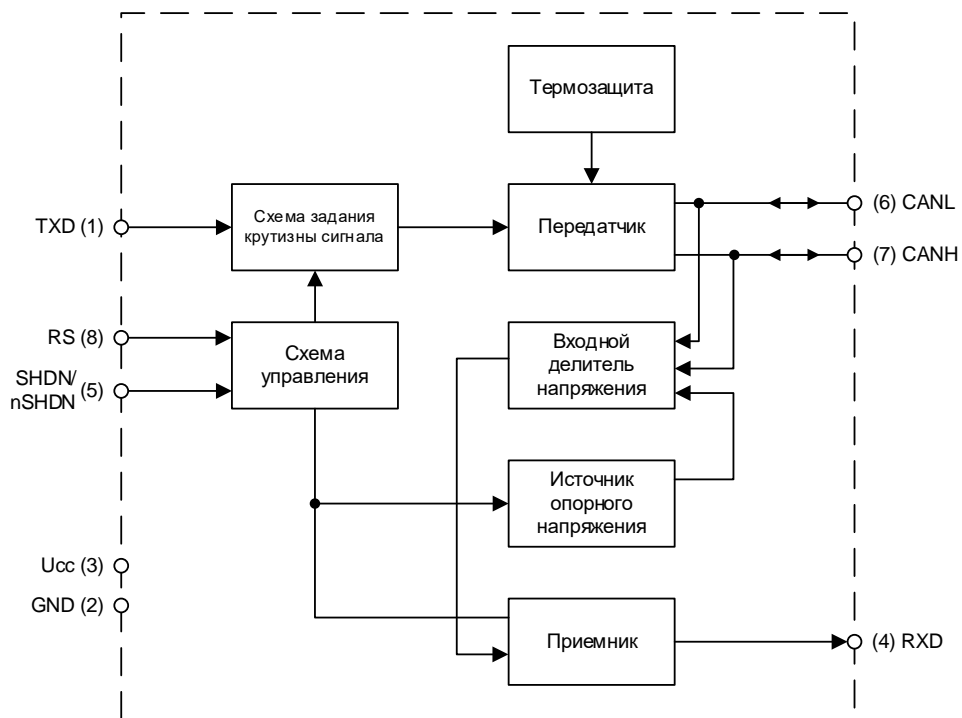 Термозащита
TXD (1)
Схема задания
крутизны сигнала
Передатчик
(6) CANL
(7) CANH
RS (8)
SHDN/
nSHDN (5)
Схема
управления
Входной
делитель
напряжения
Источник
опорного
напряжения
Ucc (3)
GND (2)
Приемник
(4) RXD